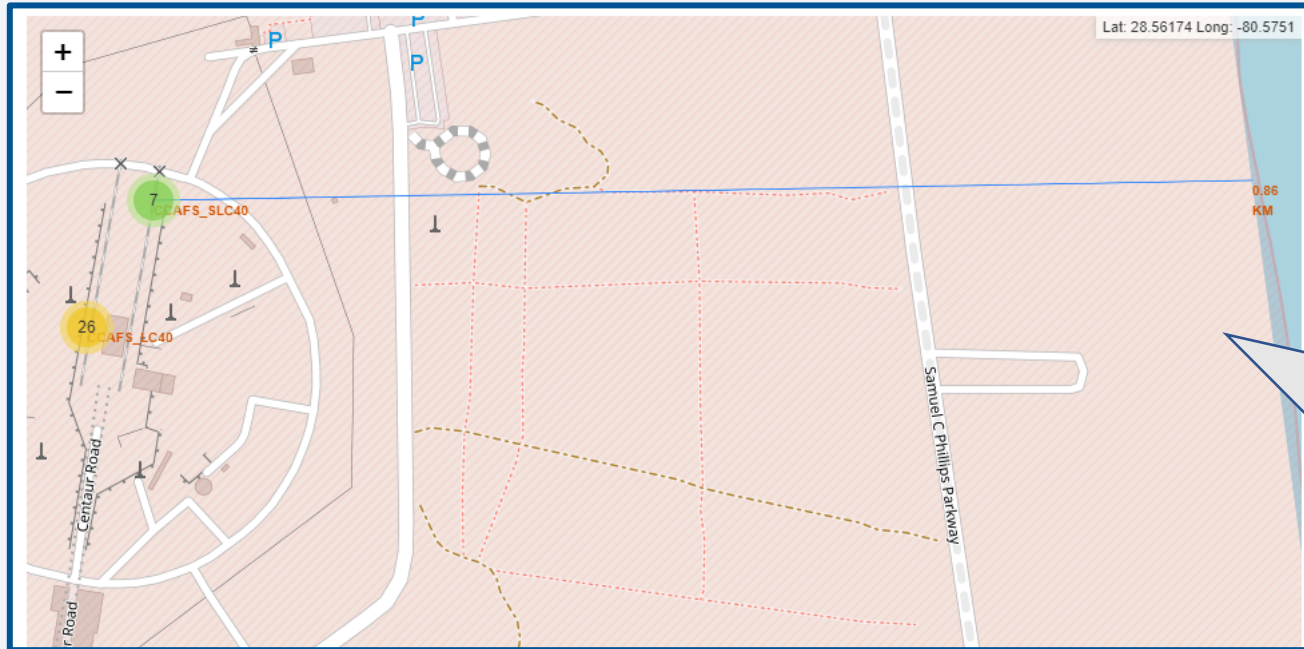 +
−
Lat: 28.56174 Long: -80.5751
P
P
P
7
CCAFS_SLC40
0.86
KM
26
CCAFS_LC40
Samuel C Phillips Parkway
Centaur Road
r Road